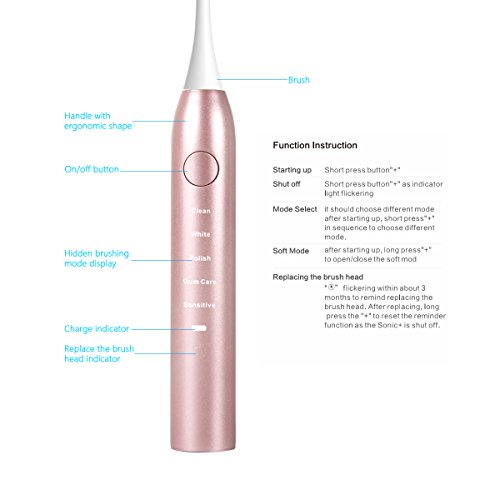 Brush
Handle with
ergonomic shape
On/off button
Clean
White
Hidden brushing
mode display
Polish
Gum Care
Sensitive
Charge indicator
Replace the brush
head indicator
Function Instruction
Starting up Short press button"+"
Shut off Short press button"+" as indicator
light flickering
Mode Select it should choose different mode
after starting up, short press"+"
in sequence to choose different
mode.
Soft Mode after starting up, long press"+"
to open/close the soft mod
Replacing the brush head
" " flickering within about 3
months to remind replacing the
brush head. After replacing, long
press the "+"to reset the reminder
function as the Sonic+ is shut off.